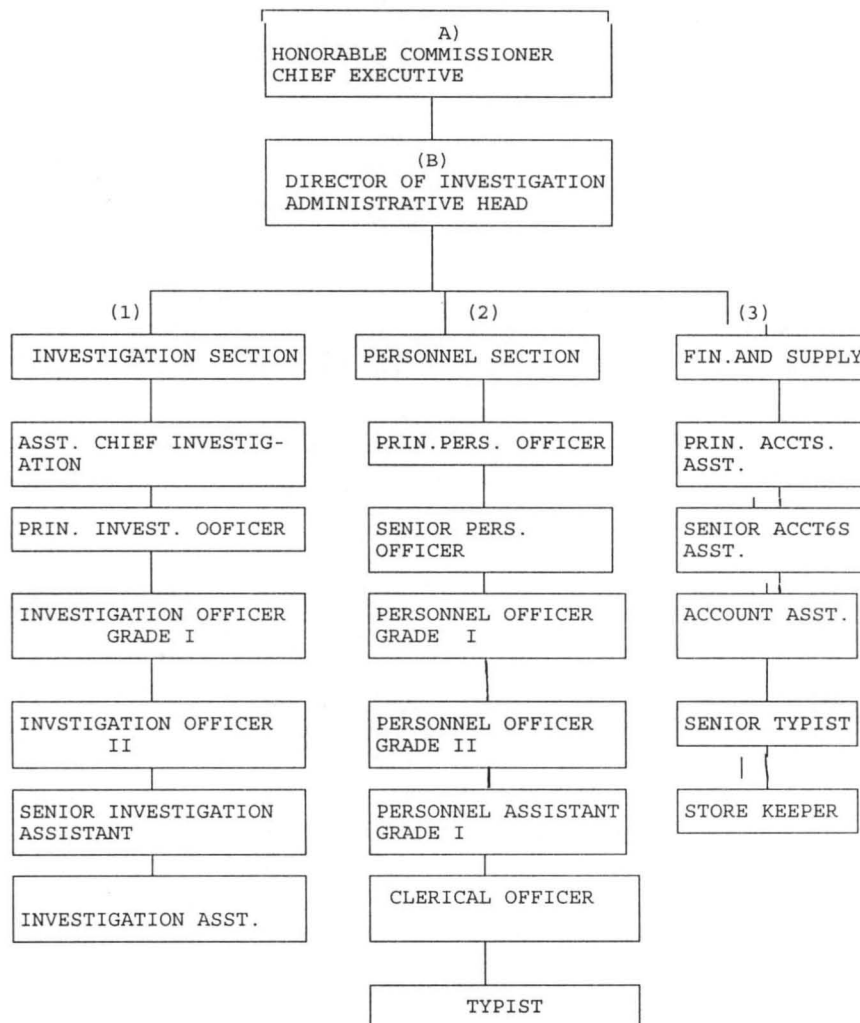 A)
HONORABLE COMMISSIONER
CHIEF EXECUTIVE
(B)
DIRECTOR OF INVESTIGATION
ADMINISTRATIVE HEAD
(1)
INVESTIGATION SECTION
ASST. CHIEF INVESTIG-
ATION
PRIN. INVEST. OOFICER
INVESTIGATION OFFICER
GRADE I
INVSTIGATION OFFICER
II
SENIOR INVESTIGATION
ASSISTANT
INVESTIGATION ASST.
(2)
PERSONNEL SECTION
PRIN.PERS. OFFICER
SENIOR PERS.
OFFICER
PERSONNEL OFFICER
GRADE I
PERSONNEL OFFICER
GRADE II
PERSONNEL ASSISTANT
GRADE I
CLERICAL OFFICER
TYPIST
(3)
FIN.AND SUPPLY
PRIN. ACCTS.
ASST.
SENIOR ACCT6S
ASST.
ACCOUNT ASST.
SENIOR TYPIST
STORE KEEPER